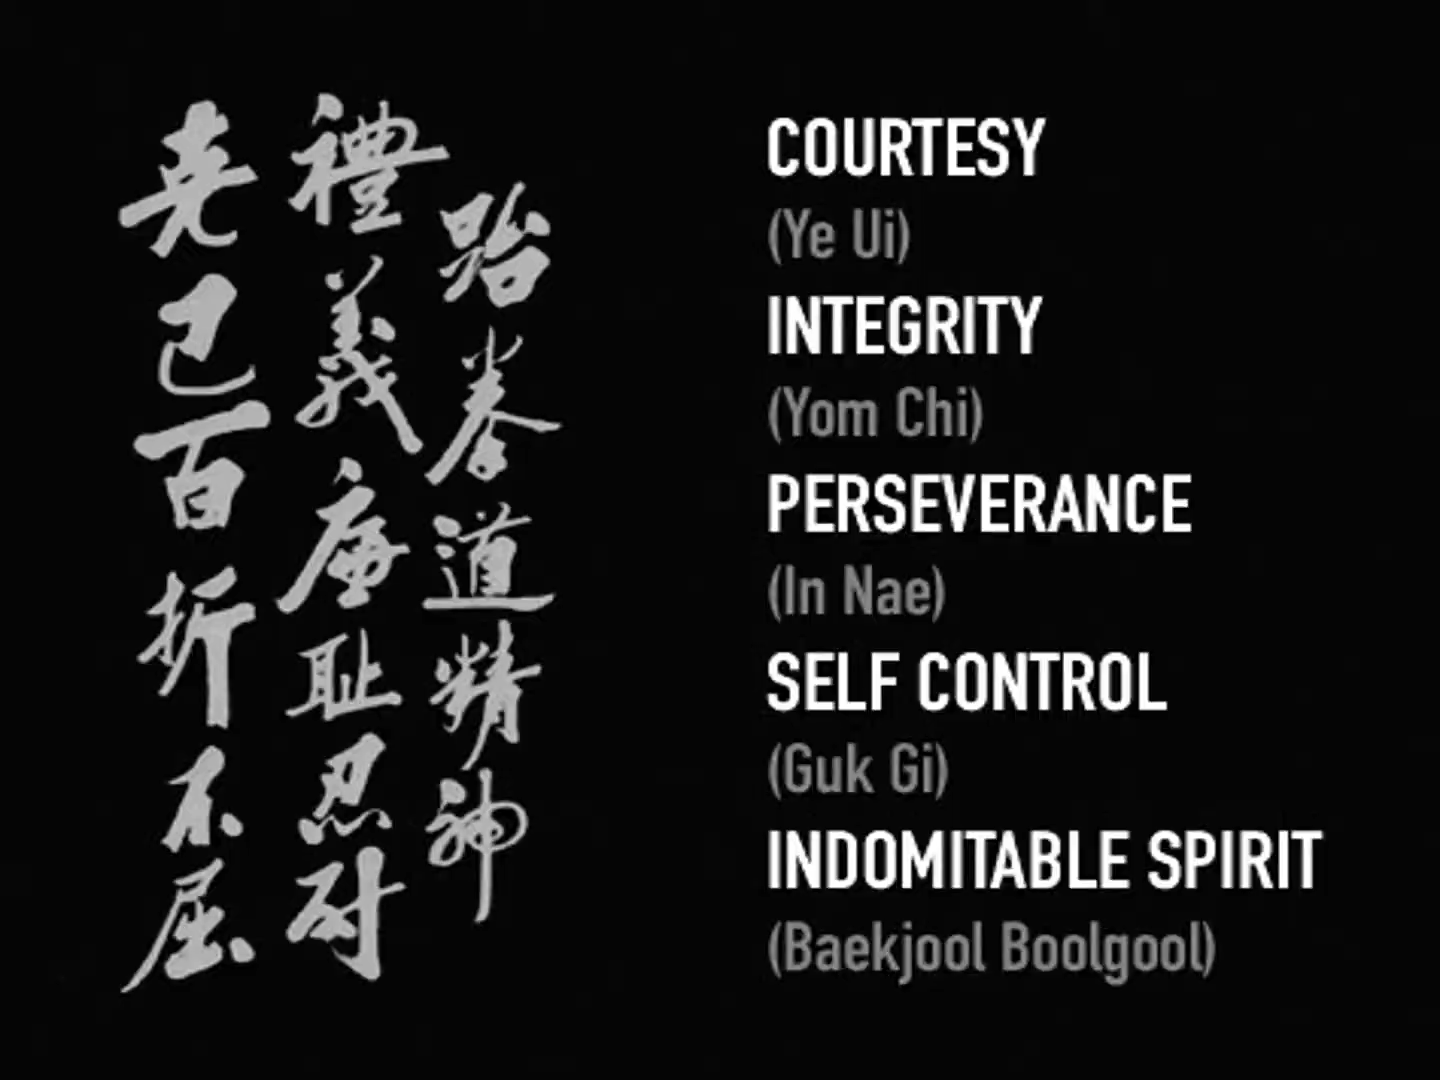 跆拳道精神
禮義廉耻忍耐
克己百折不屈
COURTESY
(Ye Ui)
INTEGRITY
(Yom Chi)
PERSEVERANCE
(In Nae)
SELF CONTROL
(Guk Gi)
INDOMITABLE SPIRIT
(Baekjool Boolgool)